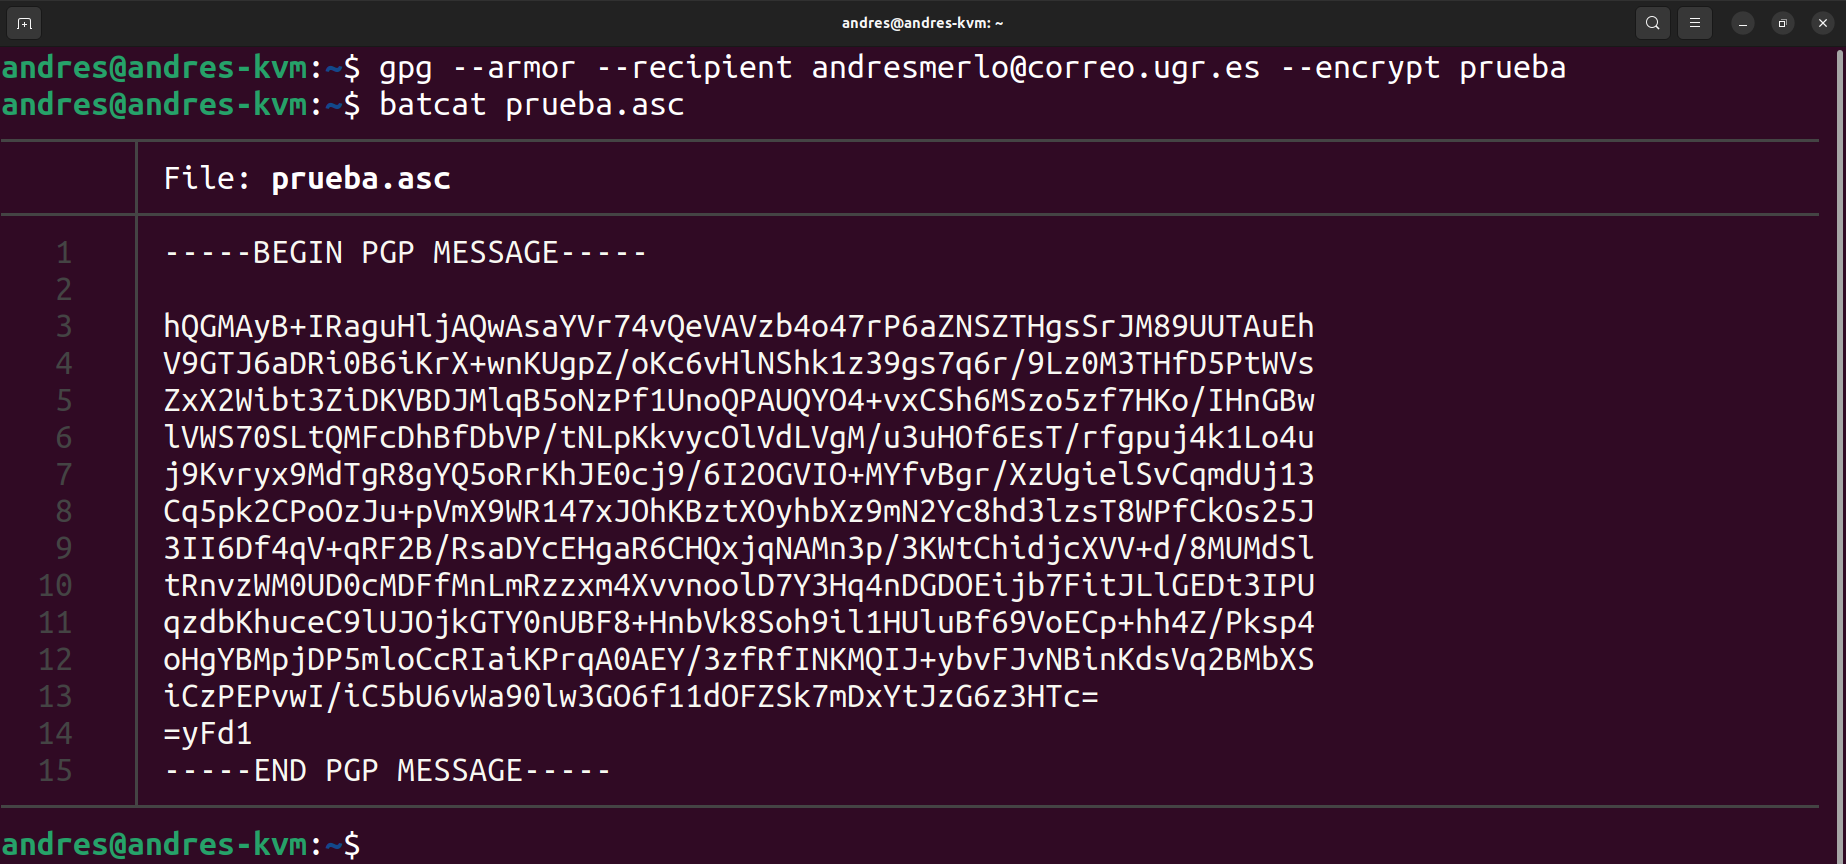 andres@andres-kvm: ~
andres@andres-kvm:~$ gpg --armor --recipient andresmerlo@correo.ugr.es --encrypt prueba
andres@andres-kvm:~$ batcat prueba.asc
File: prueba.asc
1 -----BEGIN PGP MESSAGE-----
2
3 hQGMAyB+IRaguHljAQwAsaYVr74vQeVAVzb4o47rP6aZNSZTHgsSrJM89UUTAuEh
4 V9GTJ6aDRi0B6iKrX+wnKUgpZ/oKc6vHlNShk1z39gs7q6r/9Lz0M3THfD5PtWVs
5 ZxX2Wibt3ZiDKVBDJMlqB5oNzPf1UnoQPAUQYO4+vxCSh6MSzo5zf7HKo/IHnGBw
6 lVWS70SLtQMFcDhBfDbVP/tNLpKkvycOlVdLVgM/u3uHOf6EsT/rfgpuj4k1Lo4u
7 j9Kvryx9MdTgR8gYQ5oRrKhJE0cj9/6I2OGVIO+MYfvBgr/XzUgielSvCqmdUj13
8 Cq5pk2CPoOzJu+pVmX9WR147xJOhKBztXOyhbXz9mN2Yc8hd3lzsT8WPfCkOs25J
9 3II6Df4qV+qRF2B/RsaDYcEHgaR6CHQxjqNAMn3p/3KWtChidjcXVV+d/8MUMdSl
10 tRnvzWM0UD0cMDFfMnLmRzzxm4XvvnoolD7Y3Hq4nDGDOEijb7FitJLlGEDt3IPU
11 qzdbKhuceC9lUJOjkGTY0nUBF8+HnbVk8Soh9il1HUluBf69VoECp+hh4Z/Pksp4
12 oHgYBMpjDP5mloCcRIaiKPrqA0AEY/3zfRfINKMQIJ+ybvFJvNBinKdsVq2BMbXS
13 iCzPEPvwI/iC5bU6vWa90lw3GO6f11dOFZSk7mDxYtJzG6z3HTc=
14 =yFd1
15 -----END PGP MESSAGE-----
andres@andres-kvm:~$